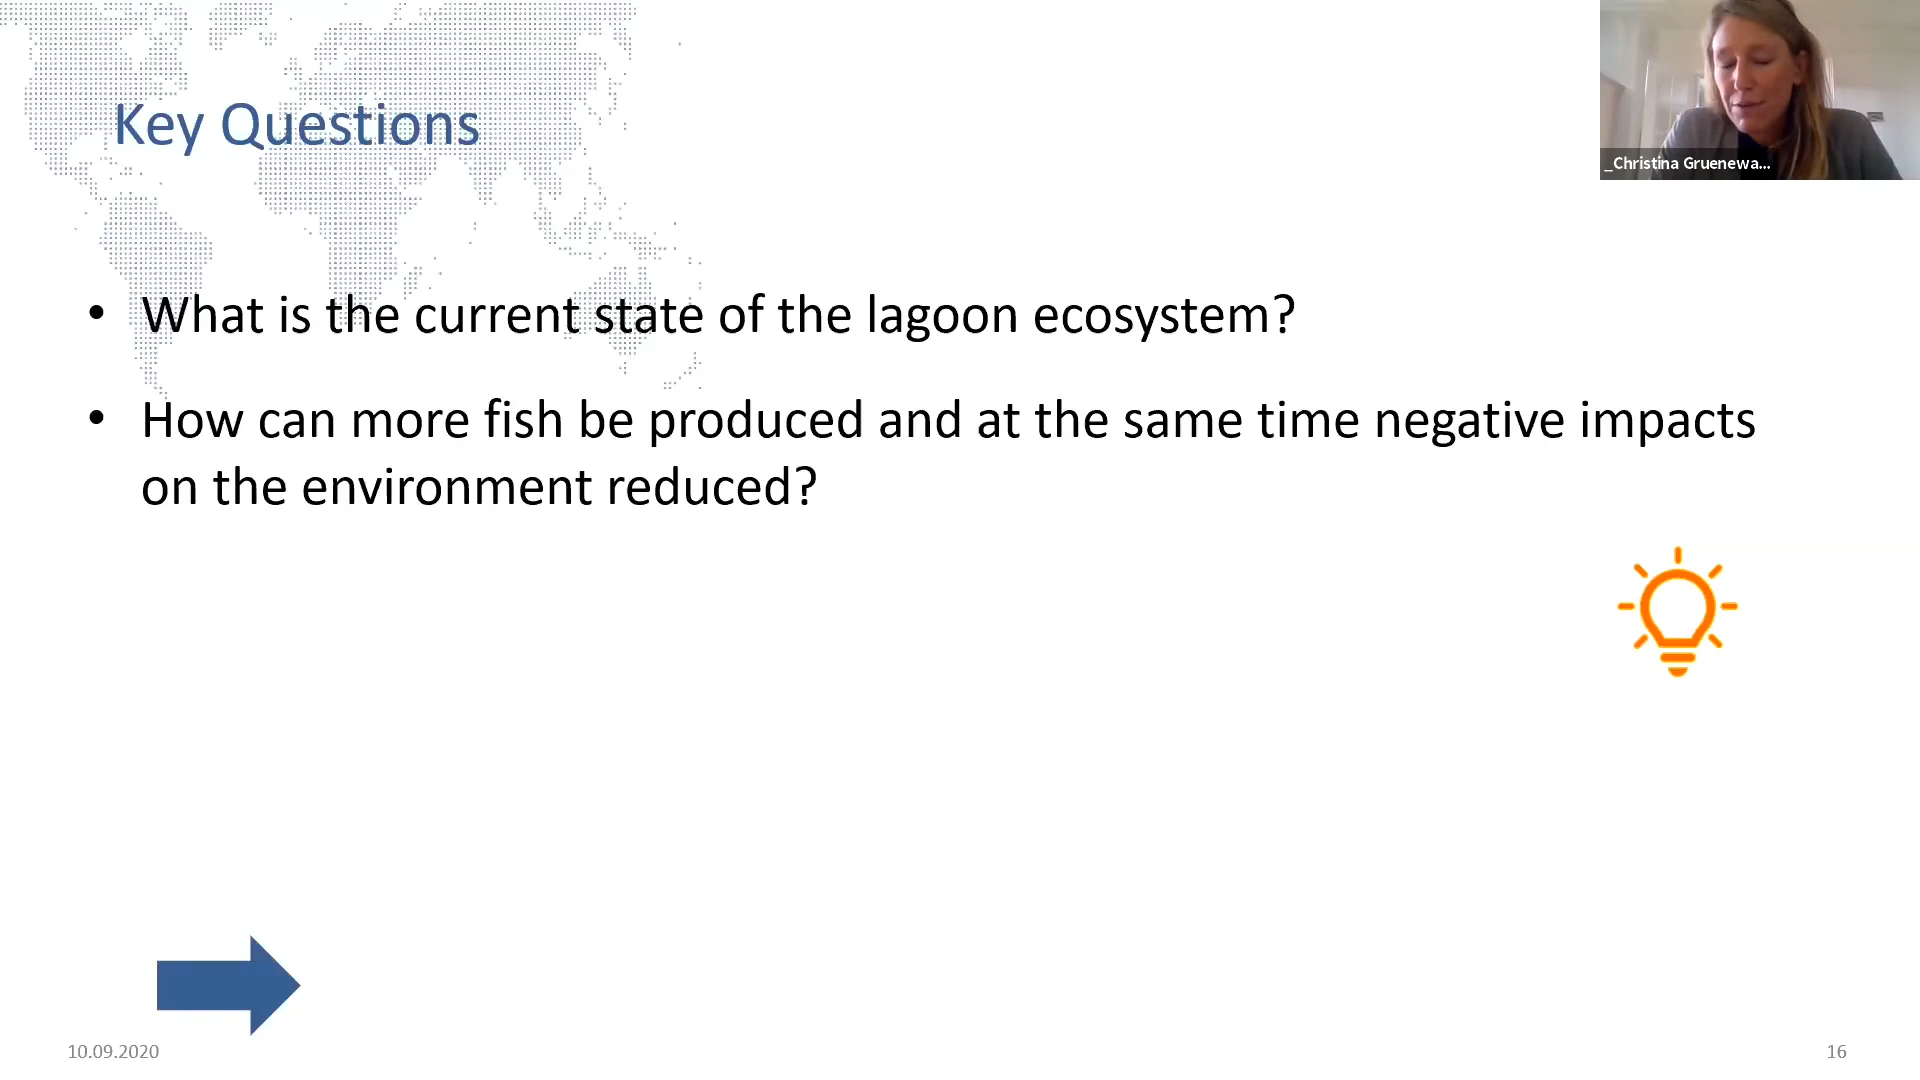 Key Questions
_Christina Gruenewa...
• What is the current state of the lagoon ecosystem?
• How can more fish be produced and at the same time negative impacts
on the environment reduced?
10.09.2020
16